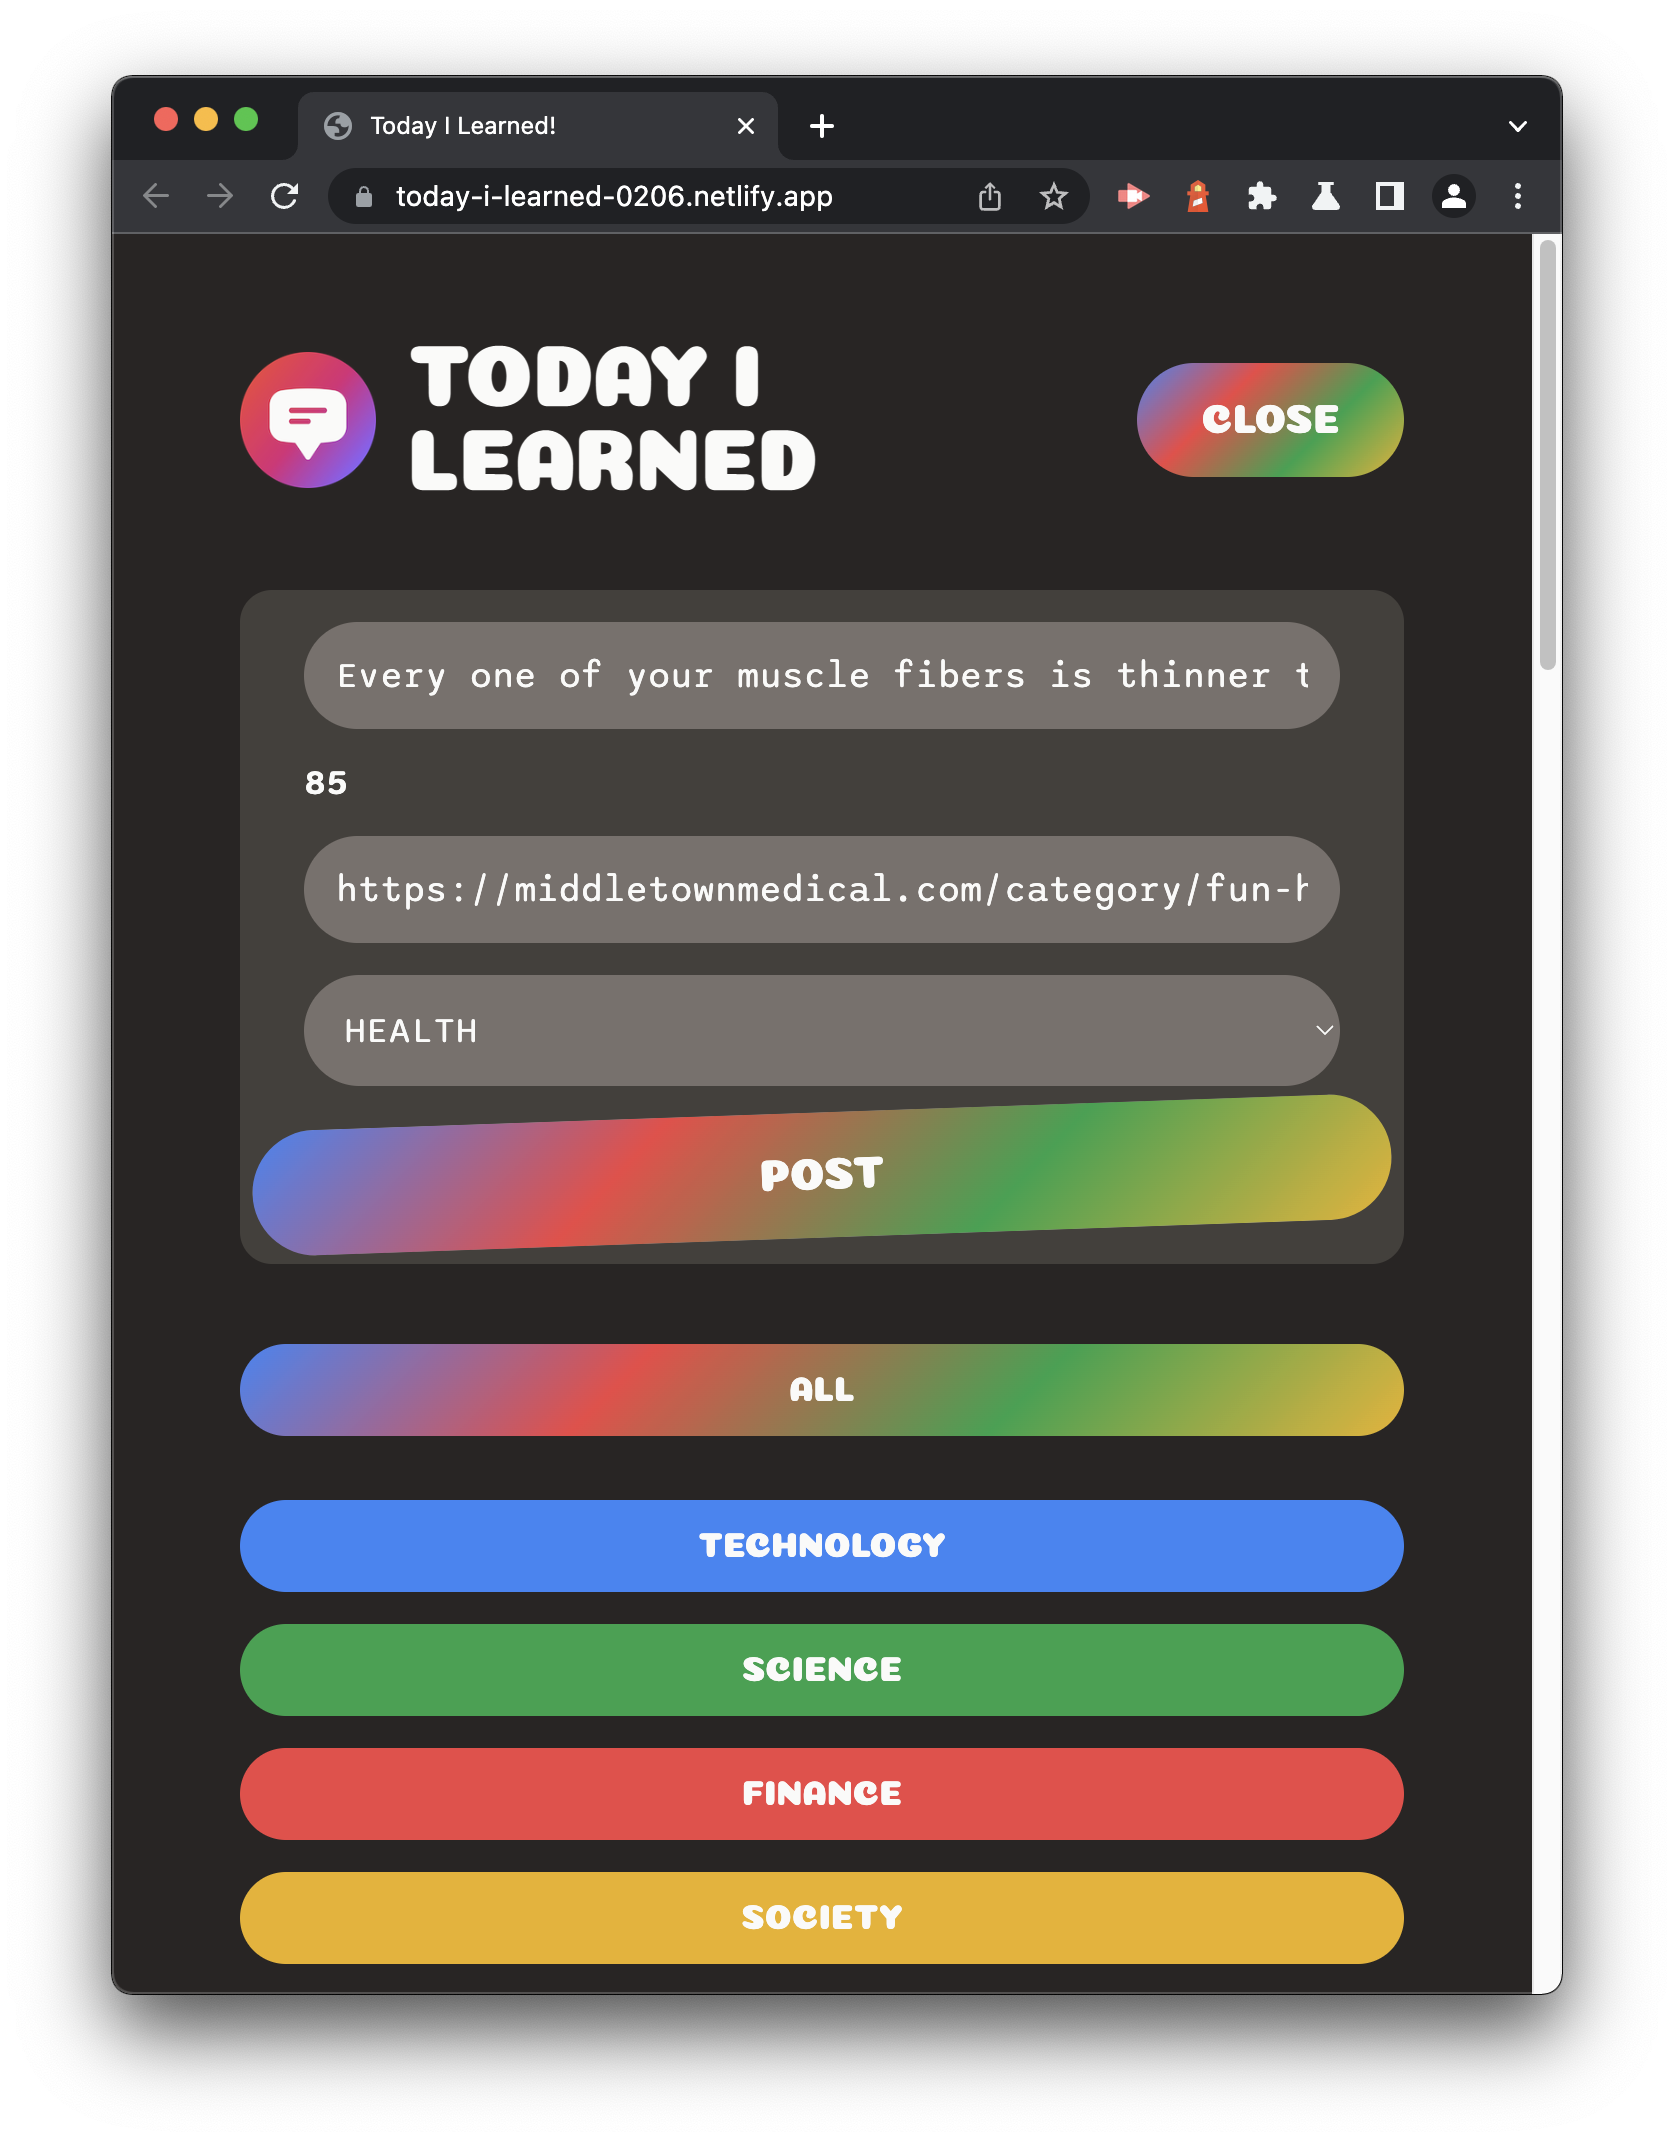 Today I Learned!
today-i-learned-0206.netlify.app
TODAY I
LEARNED
CLOSE
Every one of your muscle fibers is thinner t
85
https://middletownmedical.com/category/fun-h
HEALTH
POST
ALL
TECHNOLOGY
SCIENCE
FINANCE
SOCIETY